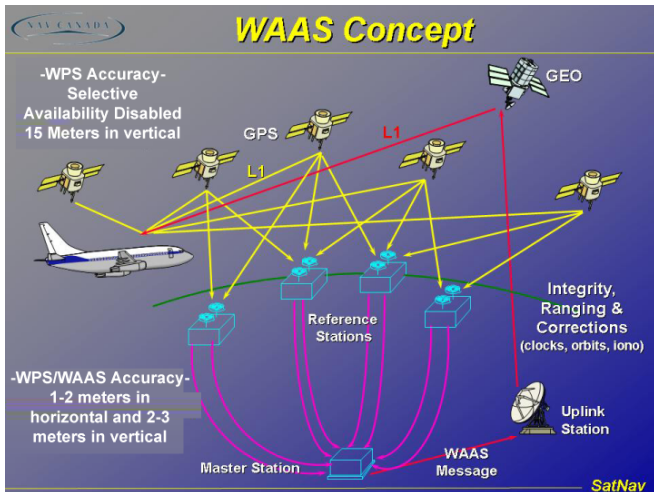 NAV CANADA
WAAS Concept
-WPS Accuracy-
Selective
Availability Disabled
15 Meters in vertical
GEO
GPS
L1
L1
Integrity,
Ranging &
Corrections
(clocks, orbits, iono)
Reference
Stations
-WPS/WAAS Accuracy-
1-2 meters in
horizontal and 2-3
meters in vertical
Uplink
Station
Master Station
WAAS
Message
SatNav